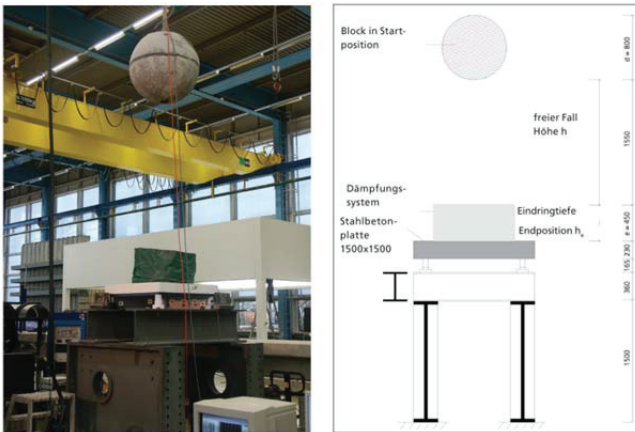 Block in Start-
position
d = 800
freier Fall
Höhe h
1550
Dämpfungs-
system
Eindringtiefe
e = 450
Stahlbeton-
platte
1500x1500
Endposition hₑ
230
165
360
1500